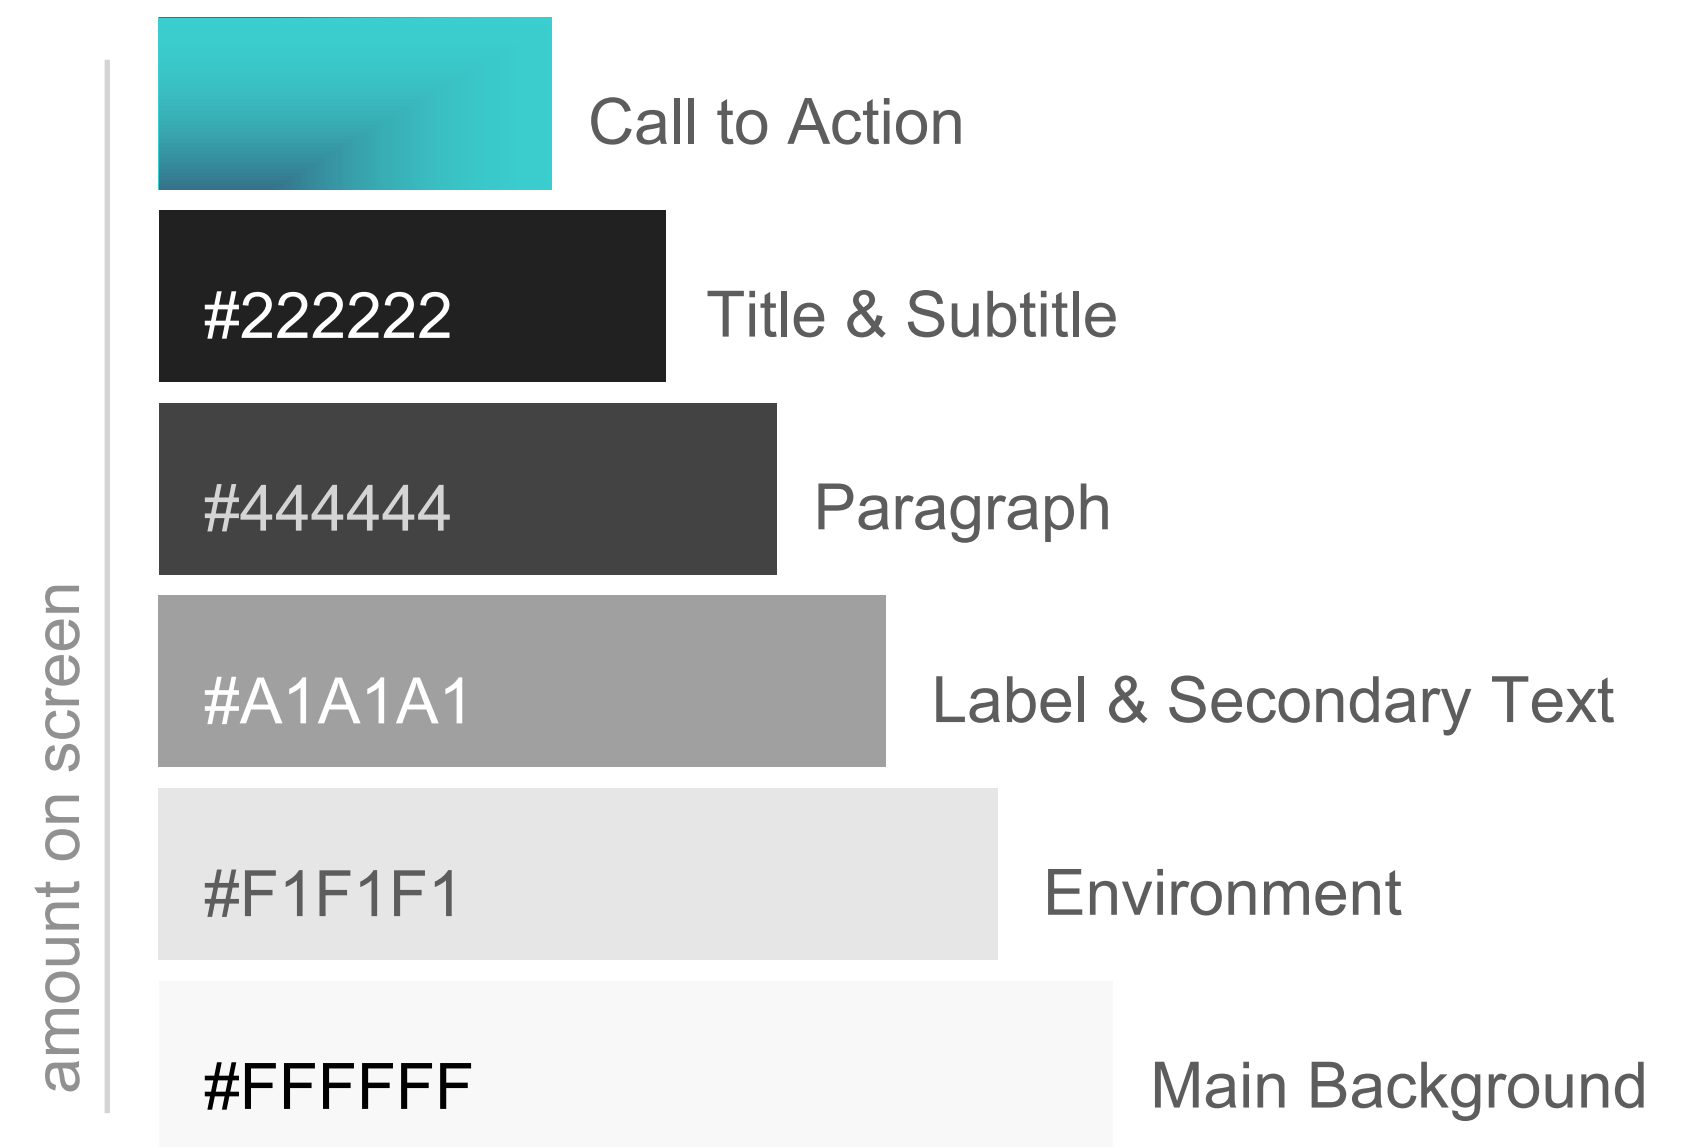 Call to Action
#222222
Title & Subtitle
#444444
Paragraph
#A1A1A1
Label & Secondary Text
#F1F1F1
Environment
#FFFFFF
Main Background
amount on screen